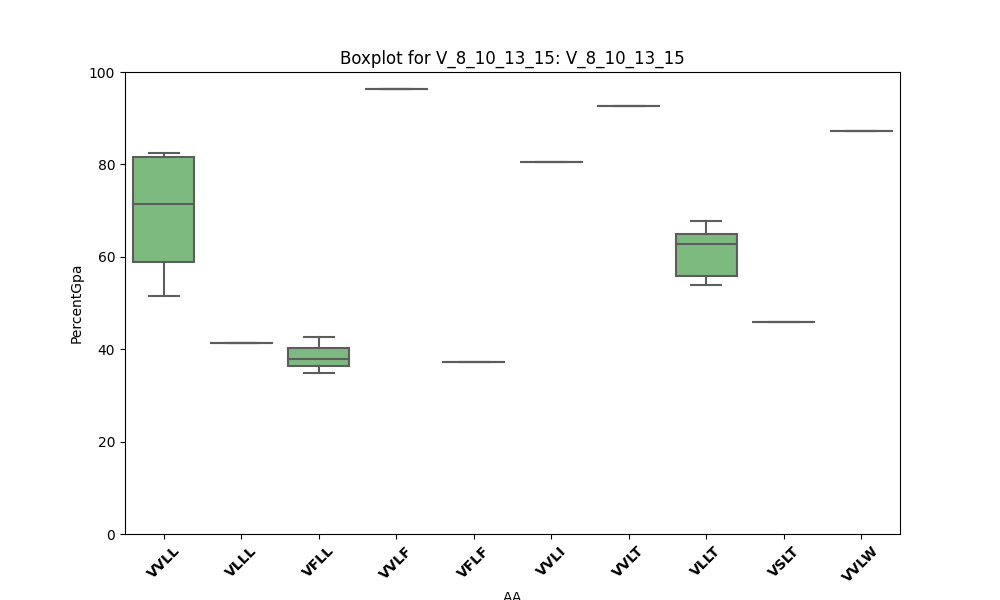 Boxplot for V_8_10_13_15: V_8_10_13_15
100
80
60
40
20
0
PercentGpa
VVLL
VLLL
VFLL
VVLF
VFLF
VVLI
VVLT
VLLT
VSLT
VVLW
AA